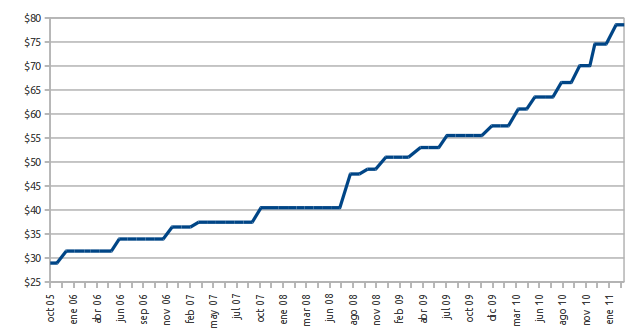 $80
$75
$70
$65
$60
$55
$50
$45
$40
$35
$30
$25
oct 05
ene 06
abr 06
jun 06
sep 06
nov 06
feb 07
may 07
jul 07
oct 07
ene 08
mar 08
jun 08
ago 08
nov 08
feb 09
abr 09
jul 09
oct 09
dic 09
mar 10
jun 10
ago 10
nov 10
ene 11